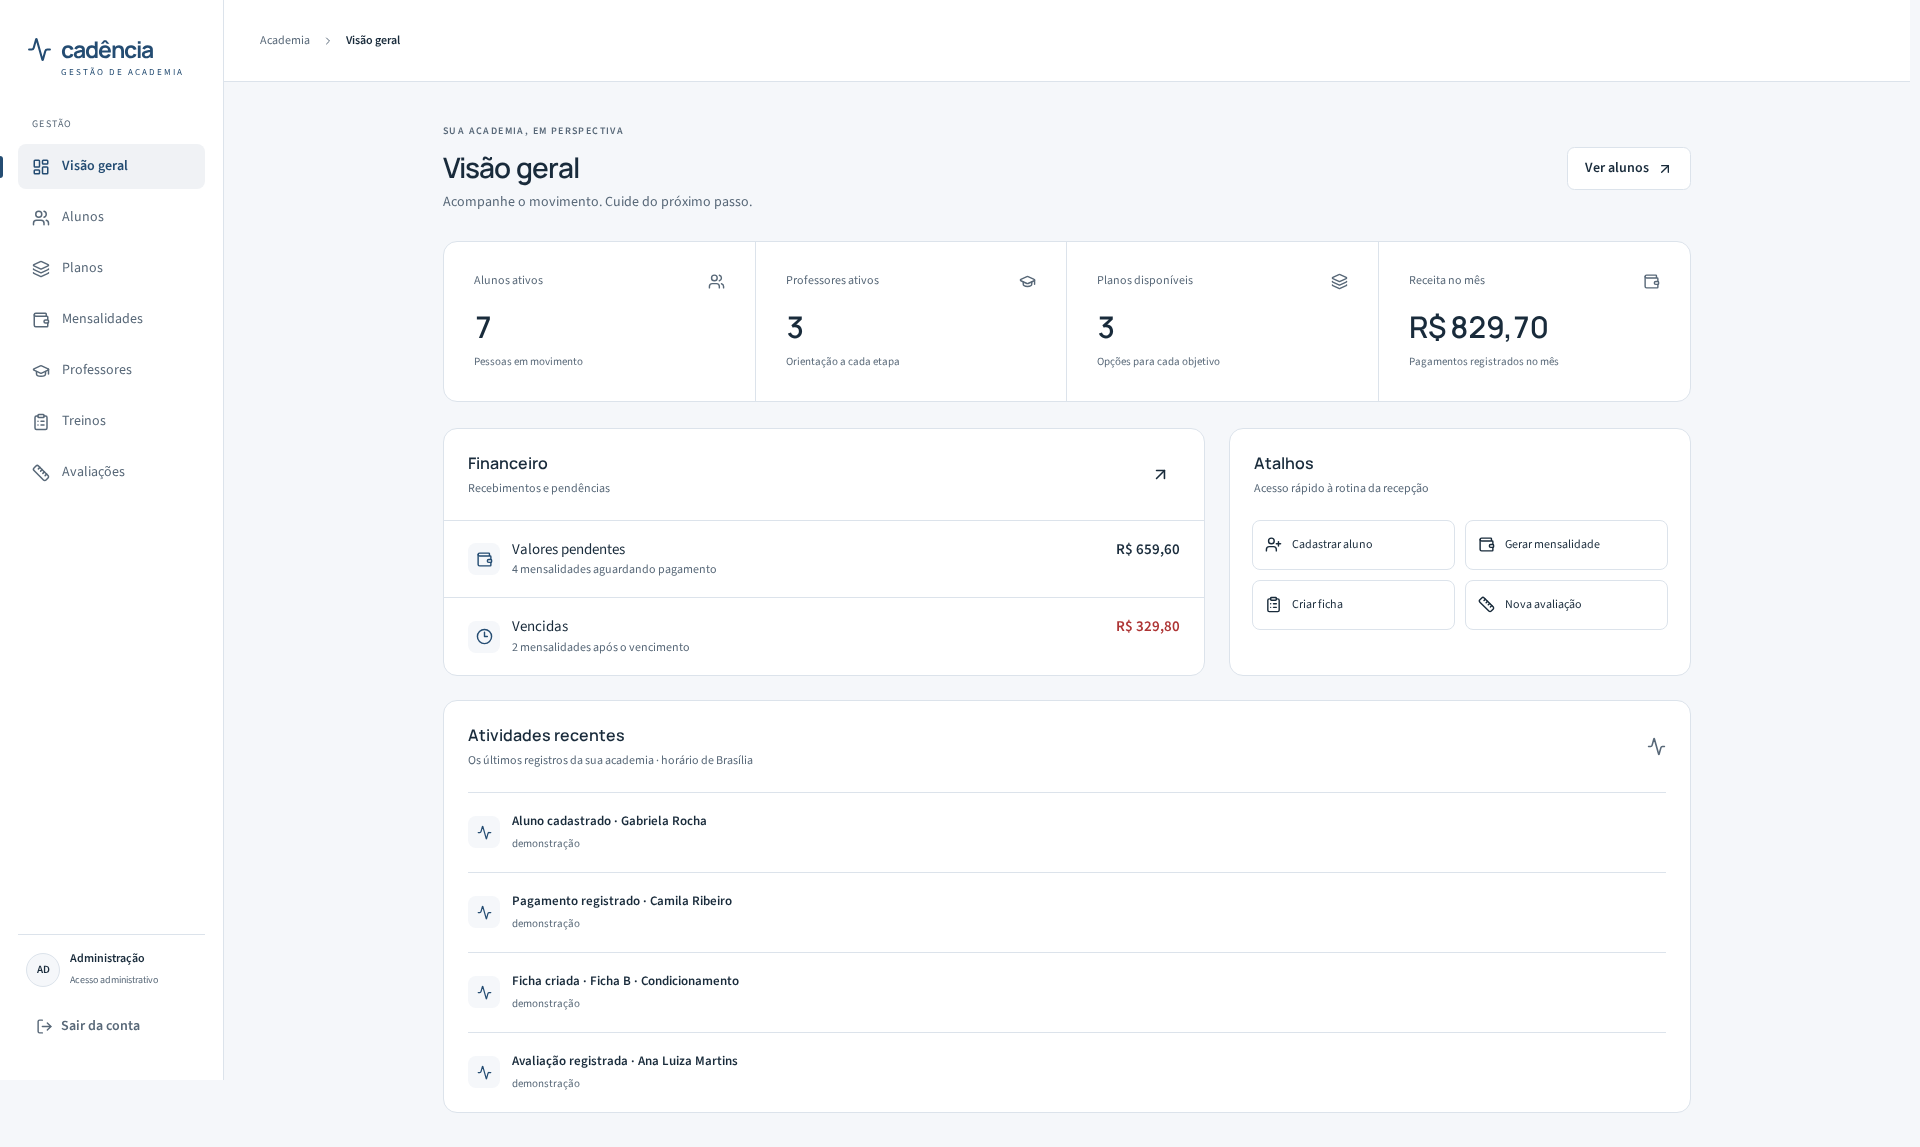 cadência
GESTÃO DE ACADEMIA
GESTÃO
Visão geral
Alunos
Planos
Mensalidades
Professores
Treinos
Avaliações
AD
Administração
Acesso administrativo
Sair da conta
Academia
Visão geral
SUA ACADEMIA, EM PERSPECTIVA
Visão geral
Acompanhe o movimento. Cuide do próximo passo.
Ver alunos
Alunos ativos
7
Pessoas em movimento
Professores ativos
3
Orientação a cada etapa
Planos disponíveis
3
Opções para cada objetivo
Receita no mês
R$ 829,70
Pagamentos registrados no mês
Financeiro
Recebimentos e pendências
Valores pendentes
R$ 659,60
4 mensalidades aguardando pagamento
Vencidas
R$ 329,80
2 mensalidades após o vencimento
Atalhos
Acesso rápido à rotina da recepção
Cadastrar aluno
Gerar mensalidade
Criar ficha
Nova avaliação
Atividades recentes
Os últimos registros da sua academia · horário de Brasília
Aluno cadastrado · Gabriela Rocha
demonstração
Pagamento registrado · Camila Ribeiro
demonstração
Ficha criada · Ficha B · Condicionamento
demonstração
Avaliação registrada · Ana Luiza Martins
demonstração